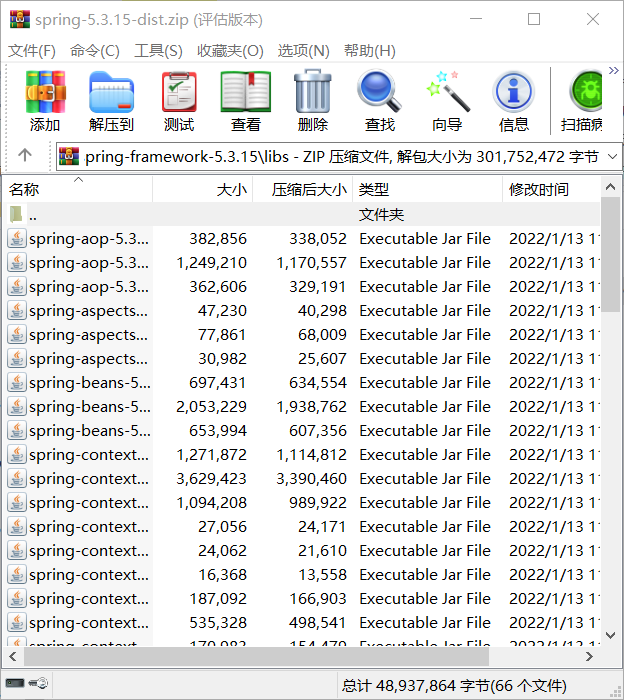 spring-5.3.15-dist.zip (评估版本)
文件(F) 命令(C) 工具(S) 收藏夹(O) 选项(N) 帮助(H)
添加 解压到 测试 查看 删除 查找 向导 信息 扫描病
pring-framework-5.3.15\libs - ZIP 压缩文件, 解包大小为 301,752,472 字节
名称 大小 压缩后大小 类型 修改时间
.. 文件夹
spring-aop-5.3... 382,856 338,052 Executable Jar File 2022/1/13 1
spring-aop-5.3... 1,249,210 1,170,557 Executable Jar File 2022/1/13 1
spring-aop-5.3... 362,606 329,191 Executable Jar File 2022/1/13 1
spring-aspects... 47,230 40,298 Executable Jar File 2022/1/13 1
spring-aspects... 77,861 68,009 Executable Jar File 2022/1/13 1
spring-aspects... 30,982 25,607 Executable Jar File 2022/1/13 1
spring-beans-5... 697,431 634,554 Executable Jar File 2022/1/13 1
spring-beans-5... 2,053,229 1,938,762 Executable Jar File 2022/1/13 1
spring-beans-5... 653,994 607,356 Executable Jar File 2022/1/13 1
spring-context... 1,271,872 1,114,812 Executable Jar File 2022/1/13 1
spring-context... 3,629,423 3,390,460 Executable Jar File 2022/1/13 1
spring-context... 1,094,208 989,922 Executable Jar File 2022/1/13 1
spring-context... 27,056 24,171 Executable Jar File 2022/1/13 1
spring-context... 24,062 21,610 Executable Jar File 2022/1/13 1
spring-context... 16,368 13,558 Executable Jar File 2022/1/13 1
spring-context... 187,092 166,903 Executable Jar File 2022/1/13 1
spring-context... 535,328 498,541 Executable Jar File 2022/1/13 1
spring-context... 170,983 154,479 Executable Jar File 2022/1/13 1
总计 48,937,864 字节(66 个文件)